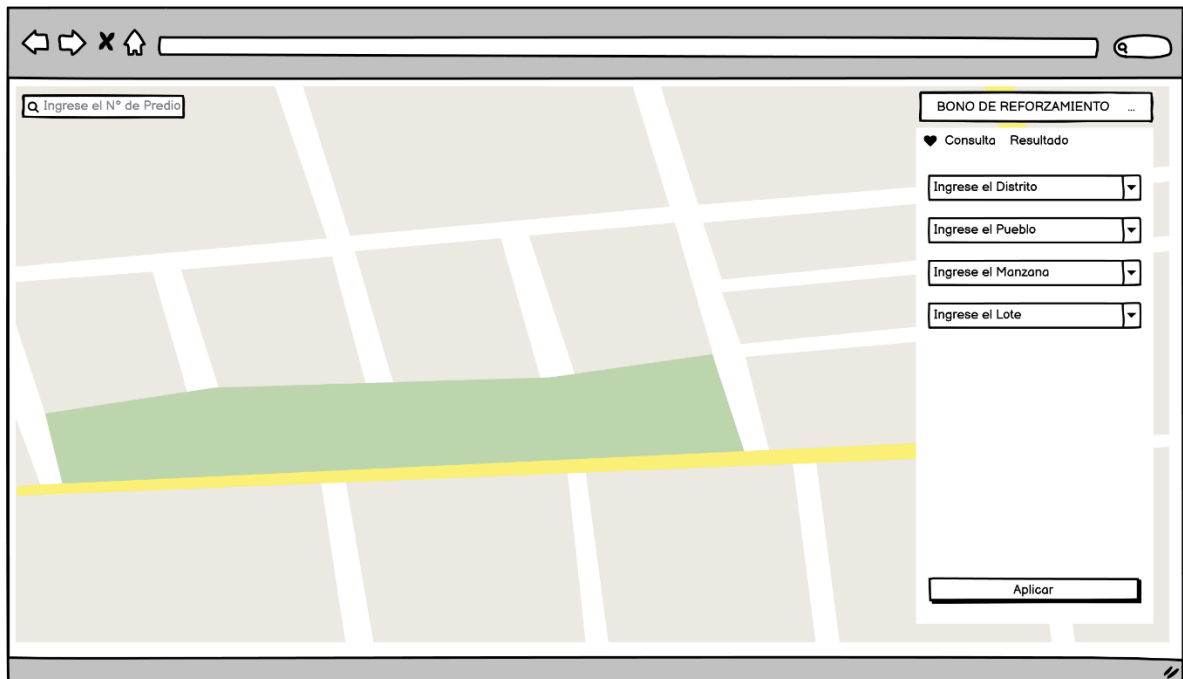 Ingrese el N° de Predio
BONO DE REFORZAMIENTO ...
Consulta Resultado
Ingrese el Distrito
Ingrese el Pueblo
Ingrese el Manzana
Ingrese el Lote
Aplicar